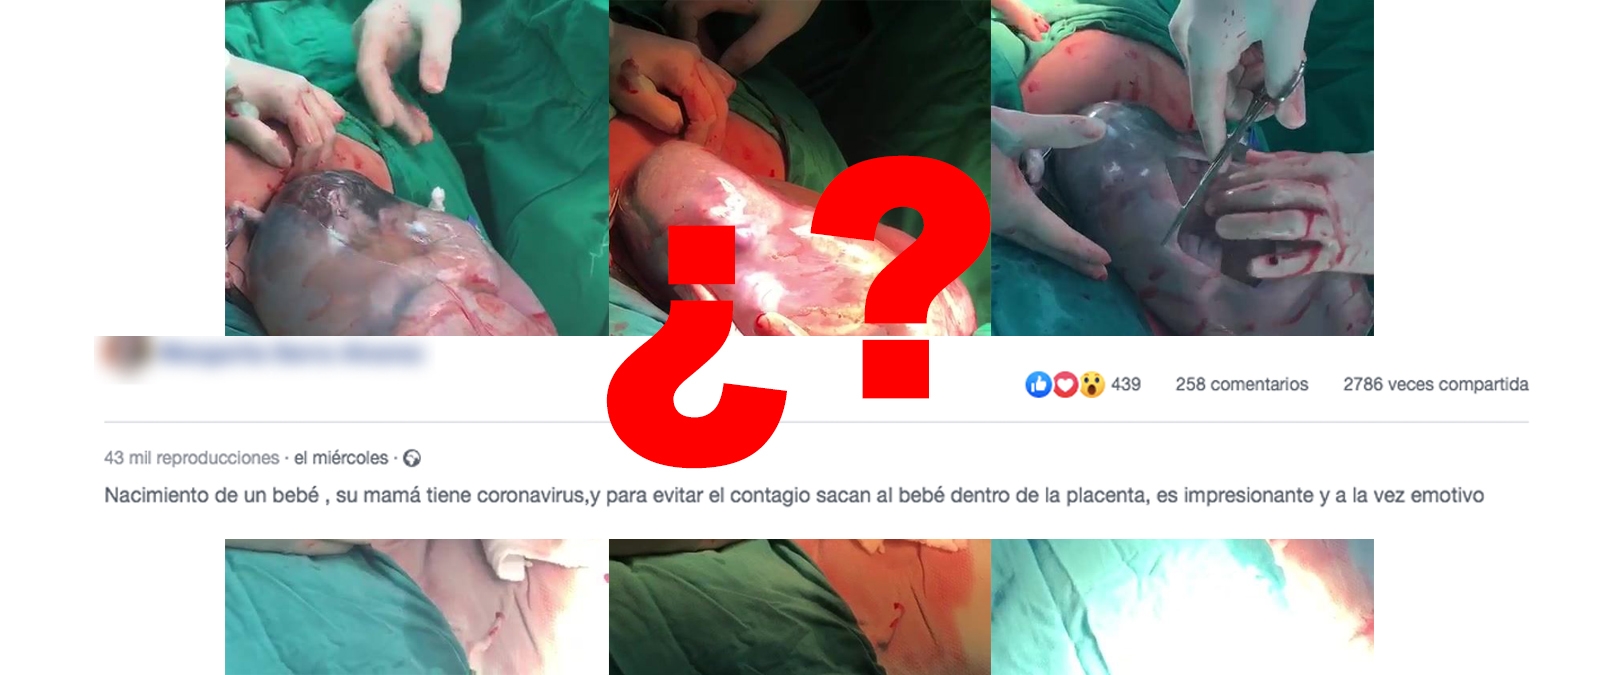 ¿?
439 258 comentarios 2786 veces compartida
43 mil reproducciones · el miércoles ·
Nacimiento de un bebé , su mamá tiene coronavirus,y para evitar el contagio sacan al bebé dentro de la placenta, es impresionante y a la vez emotivo